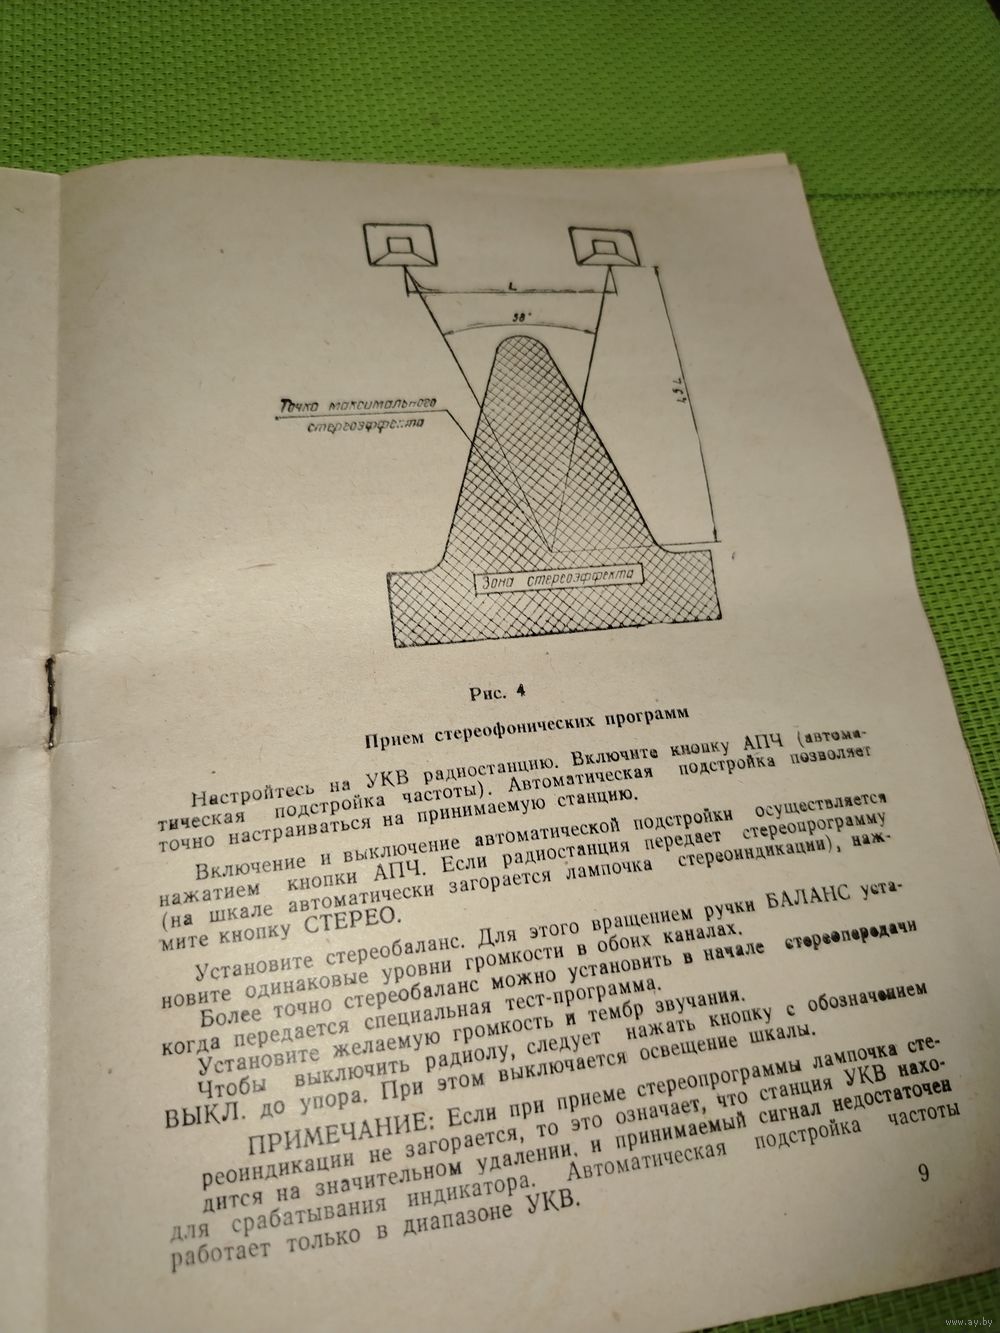 L
38°
1,5 L
Точка максимального
стереоэффекта
Зона стереоэффекта
Рис. 4
Прием стереофонических программ
Настройтесь на УКВ радиостанцию. Включите кнопку АПЧ (автома-
тическая подстройка частоты). Автоматическая подстройка позволяет
точно настраиваться на принимаемую станцию.
Включение и выключение автоматической подстройки осуществляется
нажатием кнопки АПЧ. Если радиостанция передает стереопрограмму
(на шкале автоматически загорается лампочка стереоиндикации), наж-
мите кнопку СТЕРЕО.
Установите стереобаланс. Для этого вращением ручки БАЛАНС уста-
новите одинаковые уровни громкости в обоих каналах.
Более точно стереобаланс можно установить в начале стереопередачи
когда передается специальная тест-программа.
Установите желаемую громкость и тембр звучания.
Чтобы выключить радиолу, следует нажать кнопку с обозначением
ВЫКЛ. до упора. При этом выключается освещение шкалы.
ПРИМЕЧАНИЕ: Если при приеме стереопрограммы лампочка сте-
реоиндикации не загорается, то это означает, что станция УКВ нахо-
дится на значительном удалении, и принимаемый сигнал недостаточен
для срабатывания индикатора. Автоматическая подстройка частоты
работает только в диапазоне УКВ.
9
www.ay.by